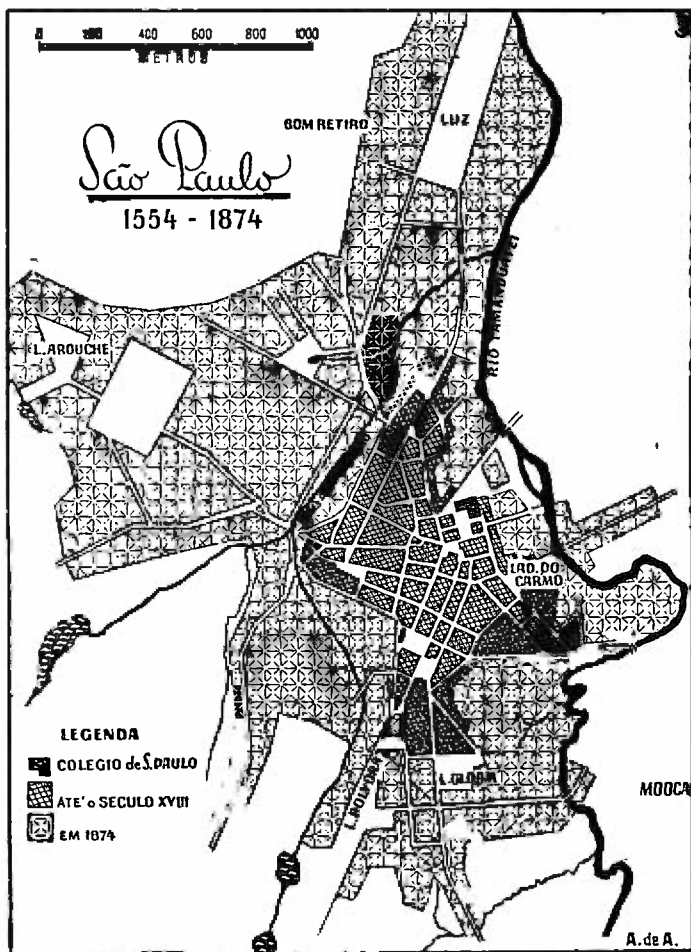 0 200 400 600 800 1000
METROS
São Paulo
1554 - 1874
BOM RETIRO
LUZ
RIO TAMANDUATEI
L. AROUCHE
LAD. DO
CARMO
L. GLORIA
MOOCA
LEGENDA
COLEGIO de S. PAULO
ATE' o SECULO XVIII
EM 1874
A. de A.